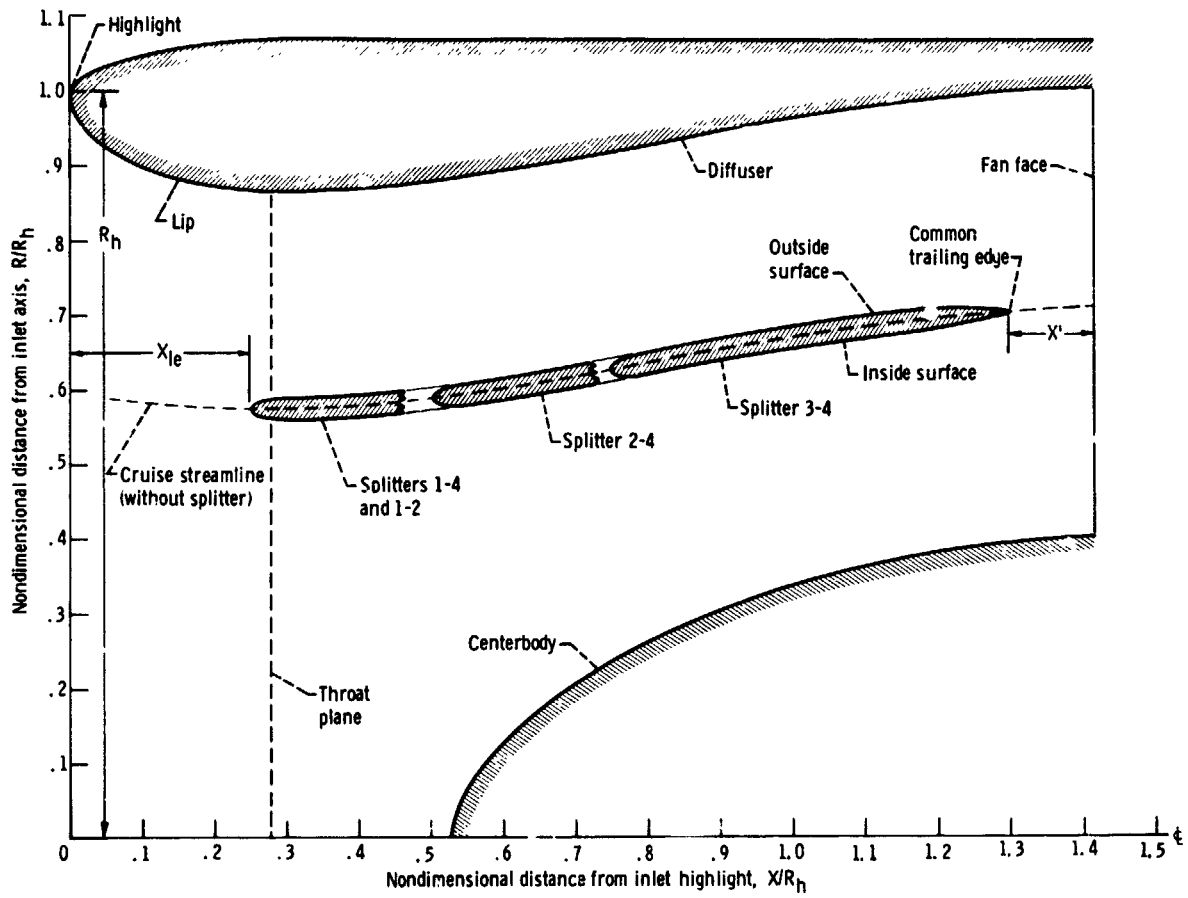 1.1
Highlight
1.0
.9
Diffuser
Fan face
Lip
Rh
.8
Outside
surface
Common
trailing edge
.7
X'
Xle
Inside surface
.6
Splitter 3-4
Splitter 2-4
.5
Cruise streamline
(without splitter)
Splitters 1-4
and 1-2
.4
.3
Centerbody
.2
Throat
plane
.1
0 .1 .2 .3 .4 .5 .6 .7 .8 .9 1.0 1.1 1.2 1.3 1.4 1.5 ℄
Nondimensional distance from inlet highlight, X/Rh
Nondimensional distance from inlet axis, R/Rh